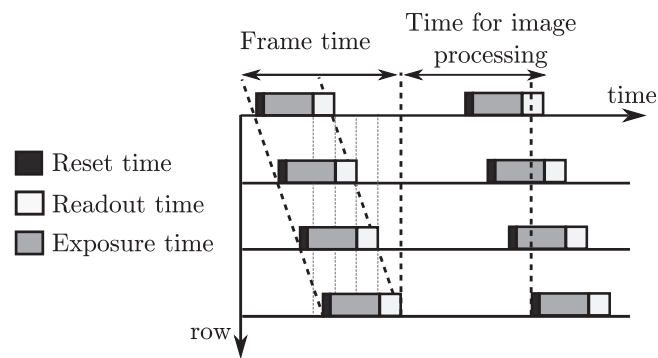 Frame time
Time for image
processing
time
Reset time
Readout time
Exposure time
row